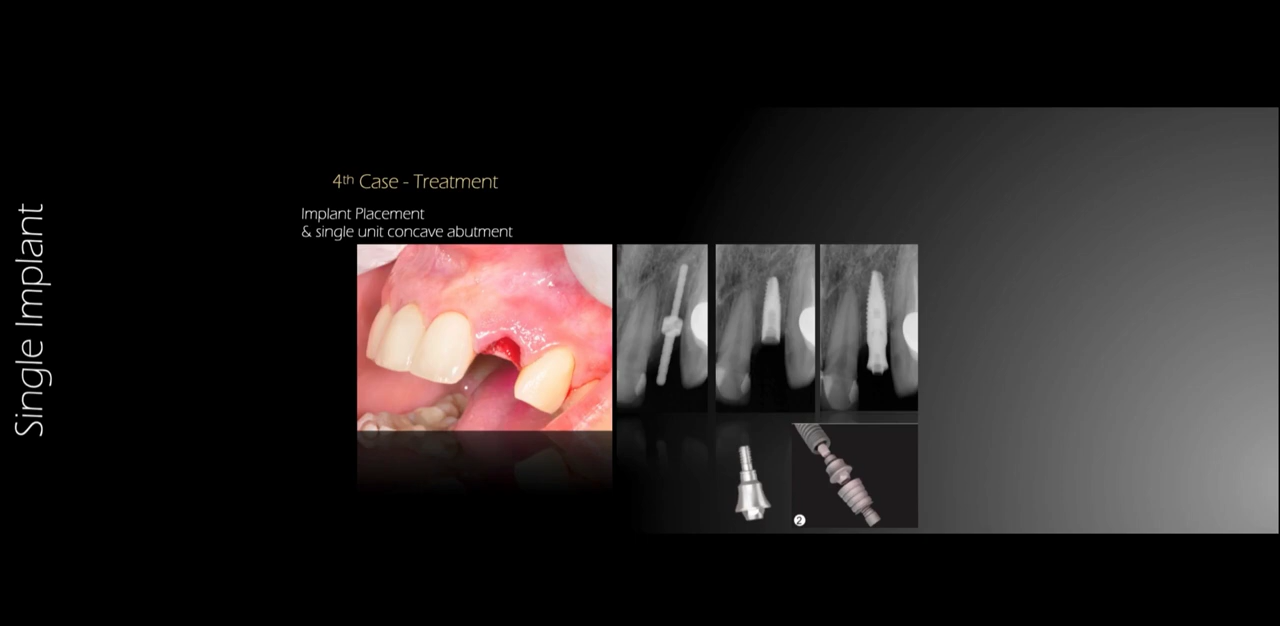 Single Implant
4th Case - Treatment
Implant Placement
& single unit concave abutment
2